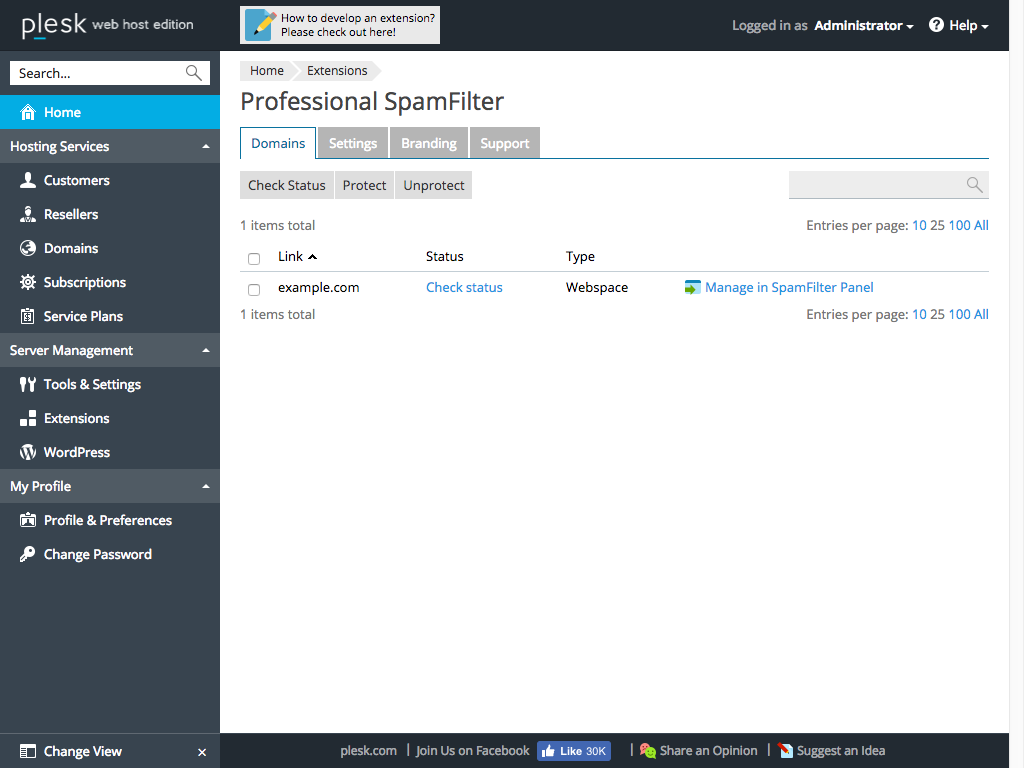 plesk web host edition
How to develop an extension?
Please check out here!
Logged in as Administrator
Help
Search...
Home
Hosting Services
Customers
Resellers
Domains
Subscriptions
Service Plans
Server Management
Tools & Settings
Extensions
WordPress
My Profile
Profile & Preferences
Change Password
Change View
Home Extensions
Professional SpamFilter
Domains Settings Branding Support
Check Status Protect Unprotect
1 items total Entries per page: 10 25 100 All
Link Status Type
example.com Check status Webspace Manage in SpamFilter Panel
1 items total Entries per page: 10 25 100 All
plesk.com | Join Us on Facebook Like 30K | Share an Opinion | Suggest an Idea